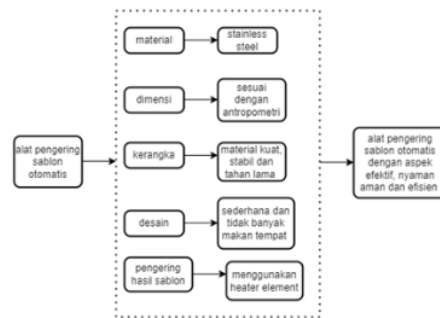 alat pengering
sablon
otomatis
material
stainless
steel
dimensi
sesuai
dengan
antropometri
kerangka
material kuat,
stabil dan
tahan lama
desain
sederhana dan
tidak banyak
makan tempat
pengering
hasil sablon
menggunakan
heater element
alat pengering
sablon otomatis
dengan aspek
efektif, nyaman
aman dan efisien